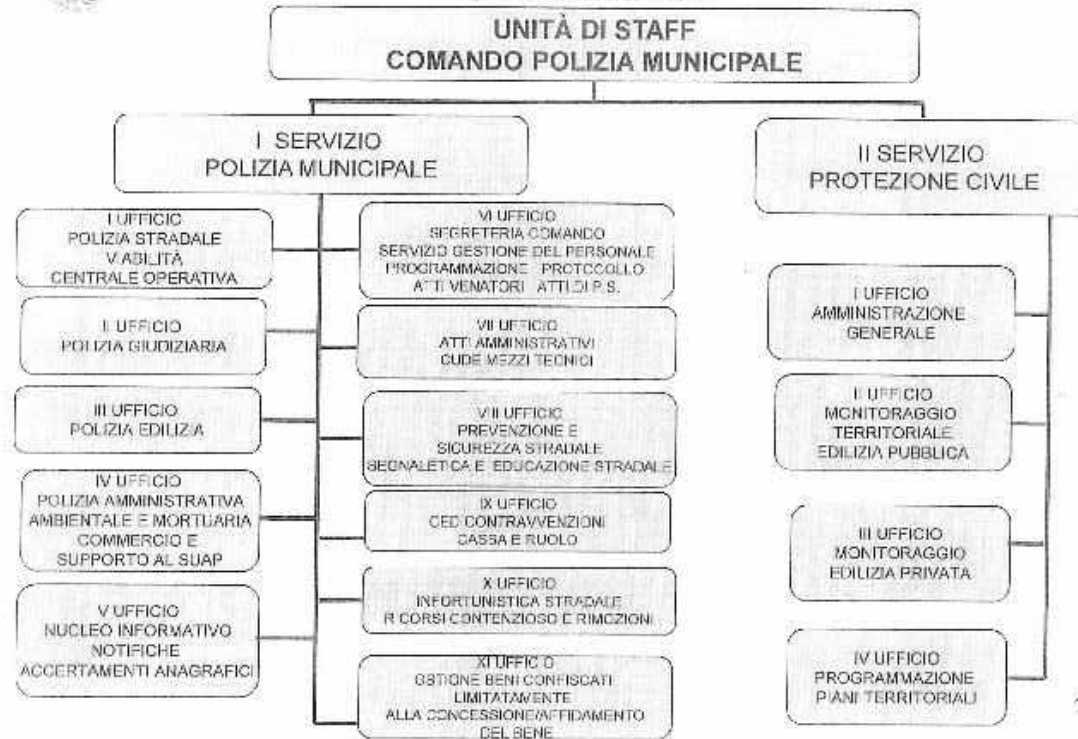 UNITÀ DI STAFF
COMANDO POLIZIA MUNICIPALE
I SERVIZIO
POLIZIA MUNICIPALE
I UFFICIO
POLIZIA STRADALE
VIABILITÀ
CENTRALE OPERATIVA
II UFFICIO
POLIZIA GIUDIZIARIA
III UFFICIO
POLIZIA EDILIZIA
IV UFFICIO
POLIZIA AMMINISTRATIVA
AMBIENTALE E MORTUARIA
COMMERCIO E
SUPPORTO AL SUAP
V UFFICIO
NUCLEO INFORMATIVO
NOTIFICHE
ACCERTAMENTI ANAGRAFICI
VI UFFICIO
SEGRETERIA COMANDO
SERVIZIO GESTIONE DEL PERSONALE
PROGRAMMAZIONE PROTOCOLLO
ATTI VENATORI ATTI DI P.S.
VII UFFICIO
ATTI AMMINISTRATIVI
CUDE MEZZI TECNICI
VIII UFFICIO
PREVENZIONE E
SICUREZZA STRADALE
SEGNALETICA E EDUCAZIONE STRADALE
IX UFFICIO
CED CONTRAVVENZIONI
CASSA E RUOLO
X UFFICIO
INFORTUNISTICA STRADALE
RICORSI CONTENZIOSO E RIMOZIONI
XI UFFICIO
GSTIONE BENI CONFISCATI
LIMITATAMENTE
ALLA CONCESSIONE/AFFIDAMENTO
DEL BENE
II SERVIZIO
PROTEZIONE CIVILE
I UFFICIO
AMMINISTRAZIONE
GENERALE
II UFFICIO
MONITORAGGIO
TERRITORIALE
EDILIZIA PUBBLICA
III UFFICIO
MONITORAGGIO
EDILIZIA PRIVATA
IV UFFICIO
PROGRAMMAZIONE
PIANI TERRITORIALI